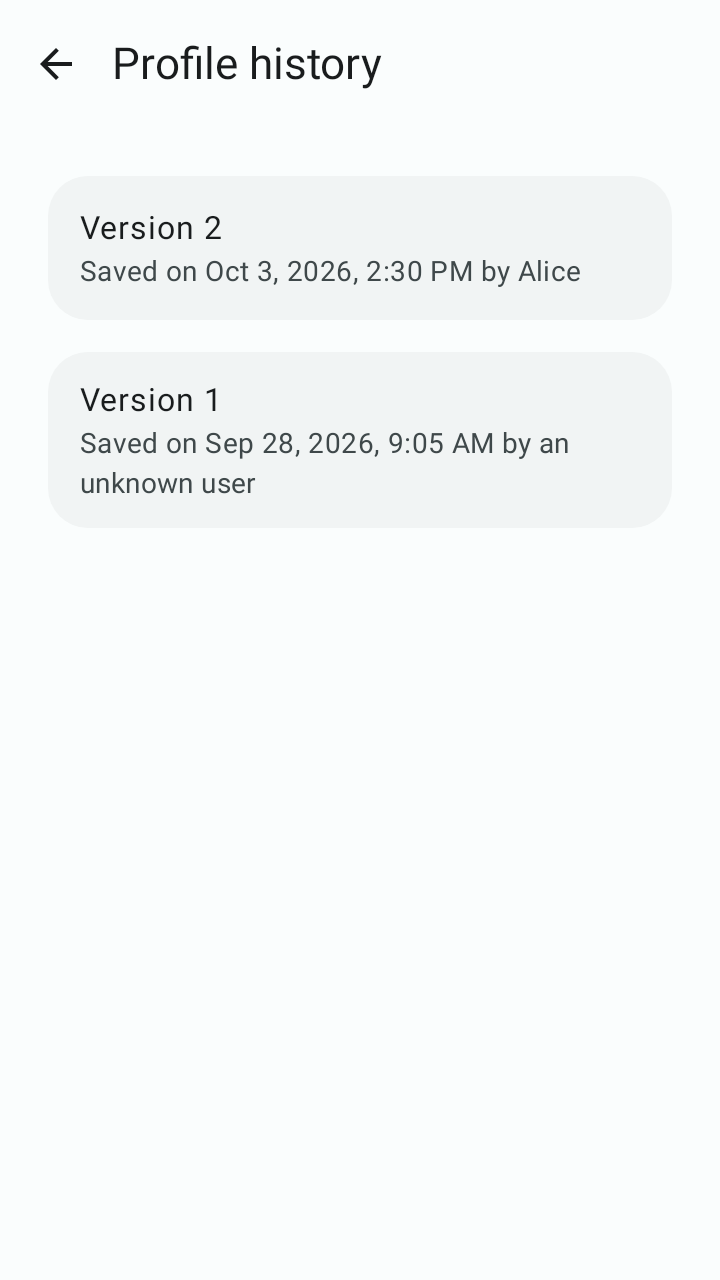 Profile history
Version 2
Saved on Oct 3, 2026, 2:30 PM by Alice
Version 1
Saved on Sep 28, 2026, 9:05 AM by an
unknown user